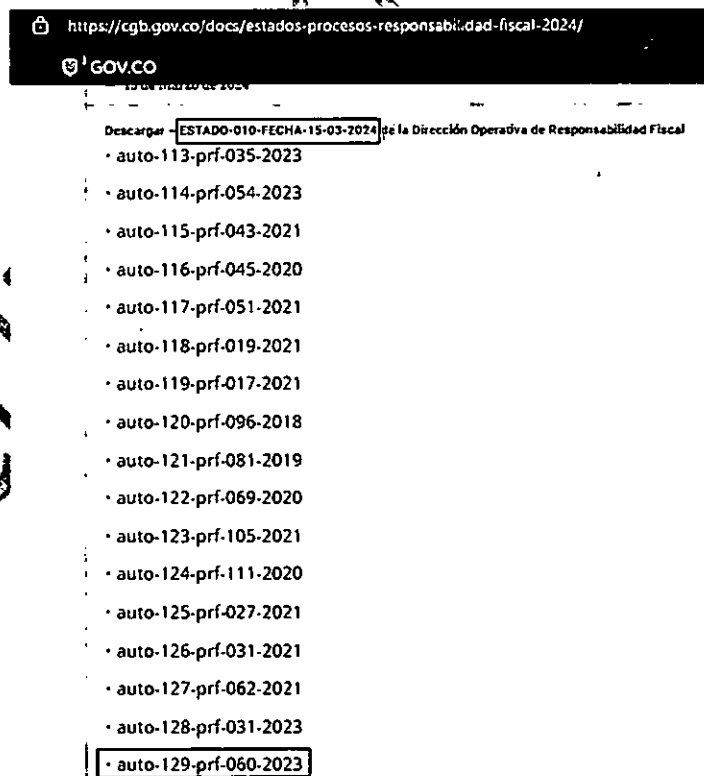 https://cgb.gov.co/docs/estados-procesos-responsabilidad-fiscal-2024/
GOV.CO
— 15 de Marzo de 2024
Descargar – ESTADO-010-FECHA-15-03-2024 de la Dirección Operativa de Responsabilidad Fiscal
· auto-113-prf-035-2023
· auto-114-prf-054-2023
· auto-115-prf-043-2021
· auto-116-prf-045-2020
· auto-117-prf-051-2021
· auto-118-prf-019-2021
· auto-119-prf-017-2021
· auto-120-prf-096-2018
· auto-121-prf-081-2019
· auto-122-prf-069-2020
· auto-123-prf-105-2021
· auto-124-prf-111-2020
· auto-125-prf-027-2021
· auto-126-prf-031-2021
· auto-127-prf-062-2021
· auto-128-prf-031-2023
· auto-129-prf-060-2023